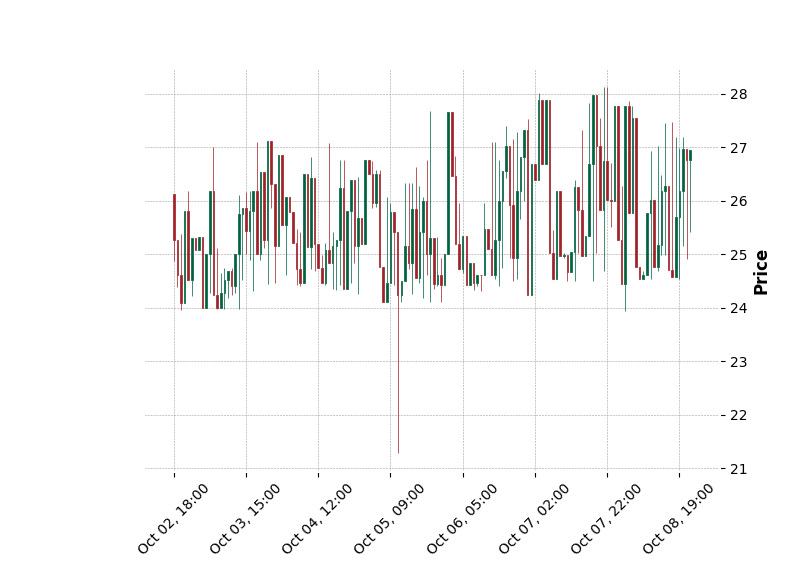 28
27
26
25
24
23
22
21
Price
Oct 02, 18:00
Oct 03, 15:00
Oct 04, 12:00
Oct 05, 09:00
Oct 06, 05:00
Oct 07, 02:00
Oct 07, 22:00
Oct 08, 19:00